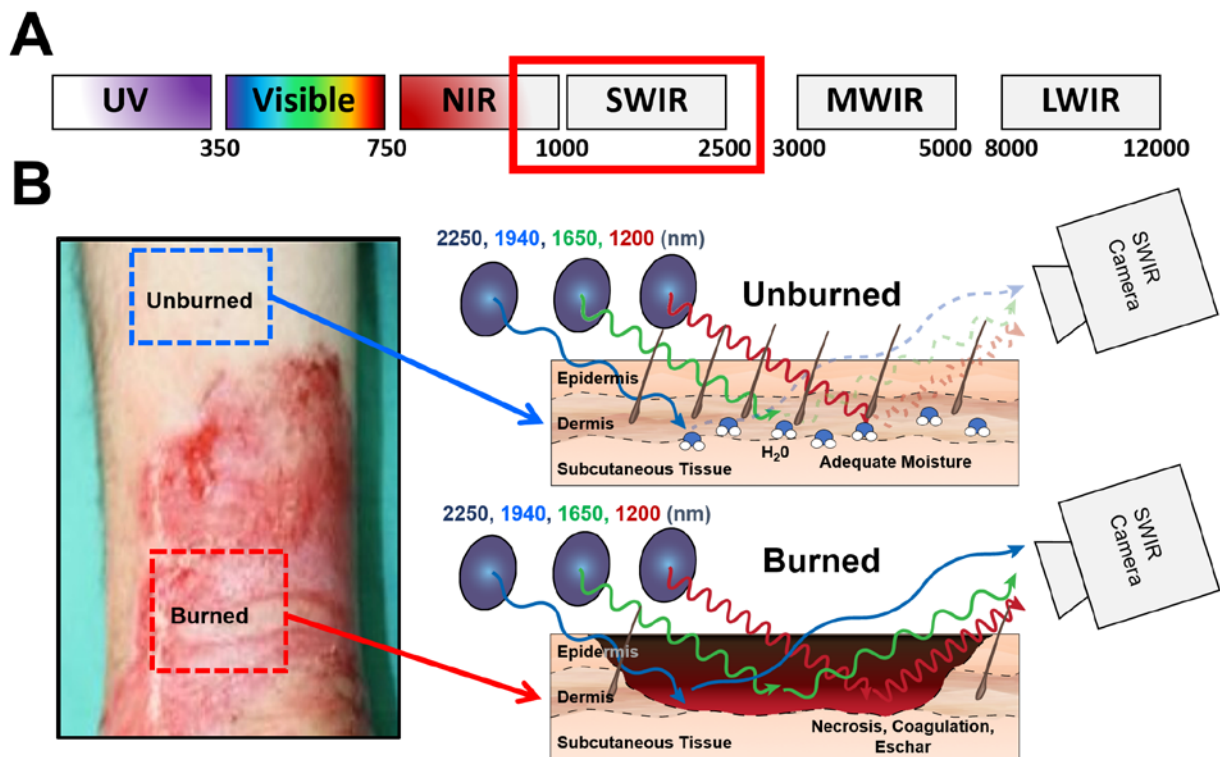 A
UV
Visible
NIR
SWIR
MWIR
LWIR
350
750
1000
2500
3000
5000
8000
12000
B
Unburned
Burned
2250, 1940, 1650, 1200 (nm)
Unburned
SWIR
Camera
Epidermis
Dermis
H20
Subcutaneous Tissue
Adequate Moisture
2250, 1940, 1650, 1200 (nm)
Burned
SWIR
Camera
Epidermis
Dermis
Subcutaneous Tissue
Necrosis, Coagulation,
Eschar